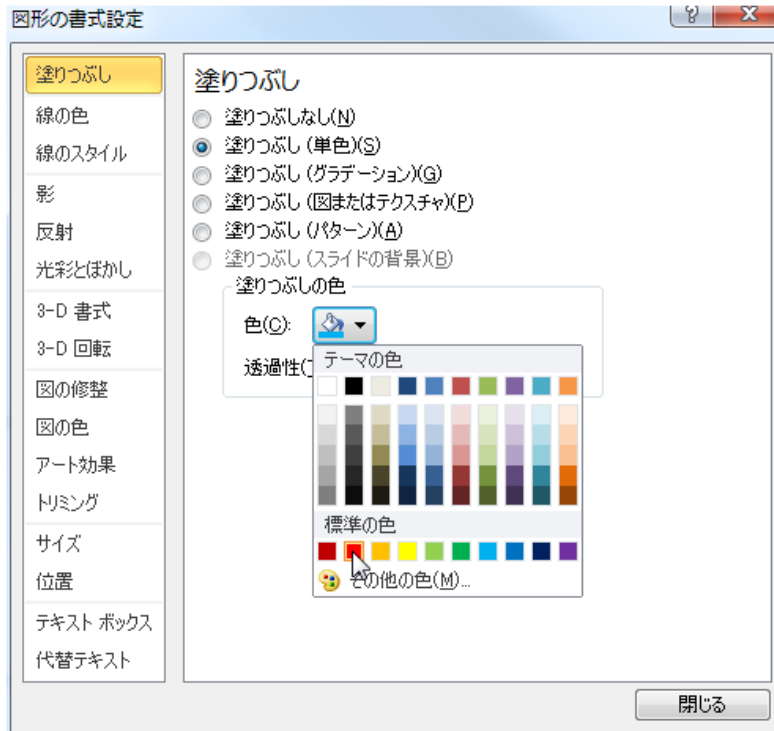 図形の書式設定
塗りつぶし
線の色
線のスタイル
影
反射
光彩とぼかし
3-D 書式
3-D 回転
図の修整
図の色
アート効果
トリミング
サイズ
位置
テキスト ボックス
代替テキスト
塗りつぶし
塗りつぶしなし(N)
塗りつぶし (単色)(S)
塗りつぶし (グラデーション)(G)
塗りつぶし (図またはテクスチャ)(P)
塗りつぶし (パターン)(A)
塗りつぶし (スライドの背景)(B)
塗りつぶしの色
色(C):
透過性(
テーマの色
標準の色
その他の色(M)...
閉じる